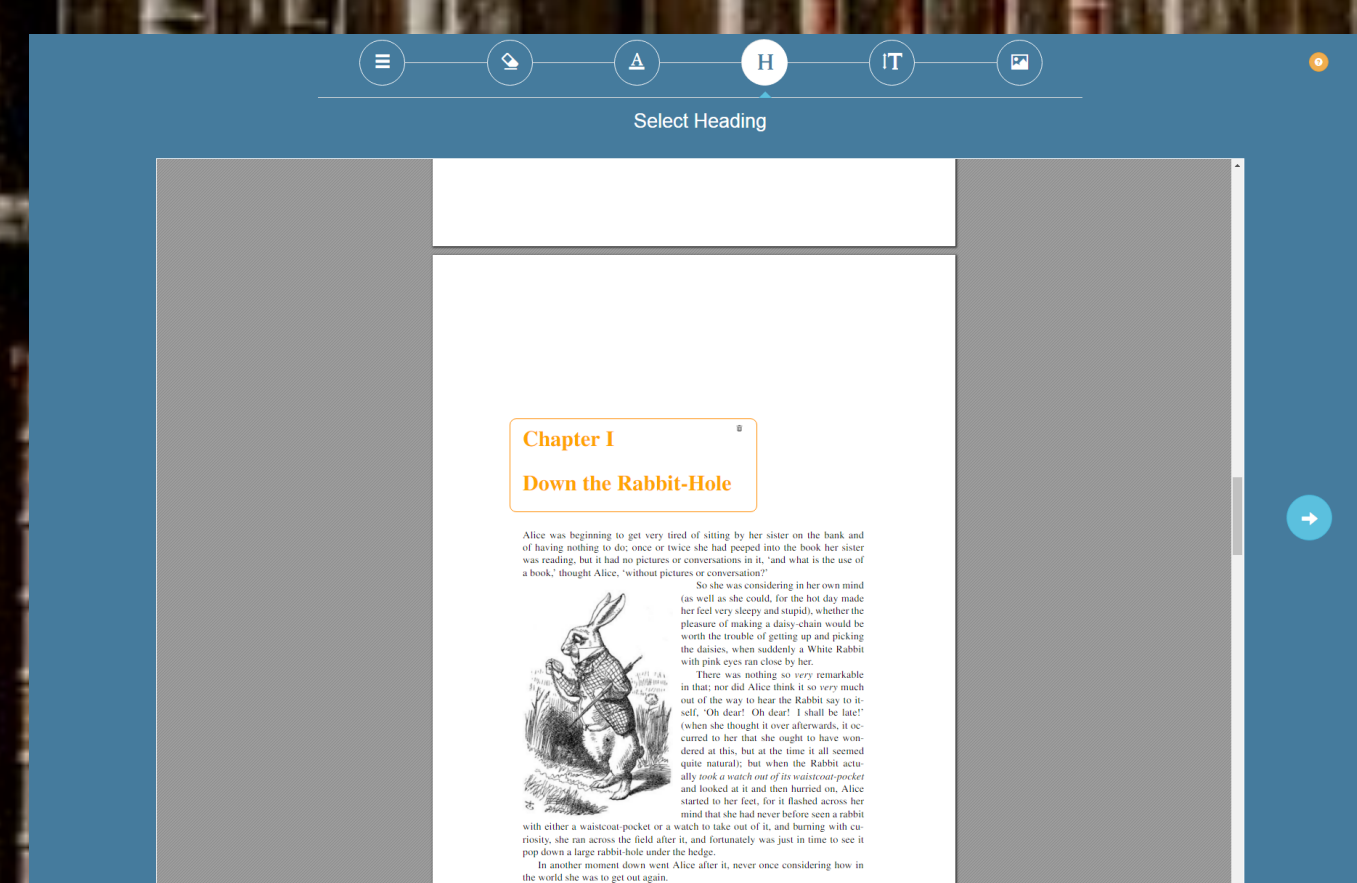 A
H
T
Select Heading
Chapter I
Down the Rabbit-Hole
Alice was beginning to get very tired of sitting by her sister on the bank and
of having nothing to do; once or twice she had peeped into the book her sister
was reading, but it had no pictures or conversations in it, ‘and what is the use of
a book,’ thought Alice, ‘without pictures or conversation?’
So she was considering in her own mind
(as well as she could, for the hot day made
her feel very sleepy and stupid), whether the
pleasure of making a daisy-chain would be
worth the trouble of getting up and picking
the daisies, when suddenly a White Rabbit
with pink eyes ran close by her.
There was nothing so very remarkable
in that; nor did Alice think it so very much
out of the way to hear the Rabbit say to it-
self, ‘Oh dear! Oh dear! I shall be late!’
(when she thought it over afterwards, it oc-
curred to her that she ought to have won-
dered at this, but at the time it all seemed
quite natural); but when the Rabbit actu-
ally took a watch out of its waistcoat-pocket
and looked at it and then hurried on, Alice
started to her feet, for it flashed across her
mind that she had never before seen a rabbit
with either a waistcoat-pocket or a watch to take out of it, and burning with cu-
riosity, she ran across the field after it, and fortunately was just in time to see it
pop down a large rabbit-hole under the hedge.
In another moment down went Alice after it, never once considering how in
the world she was to get out again.